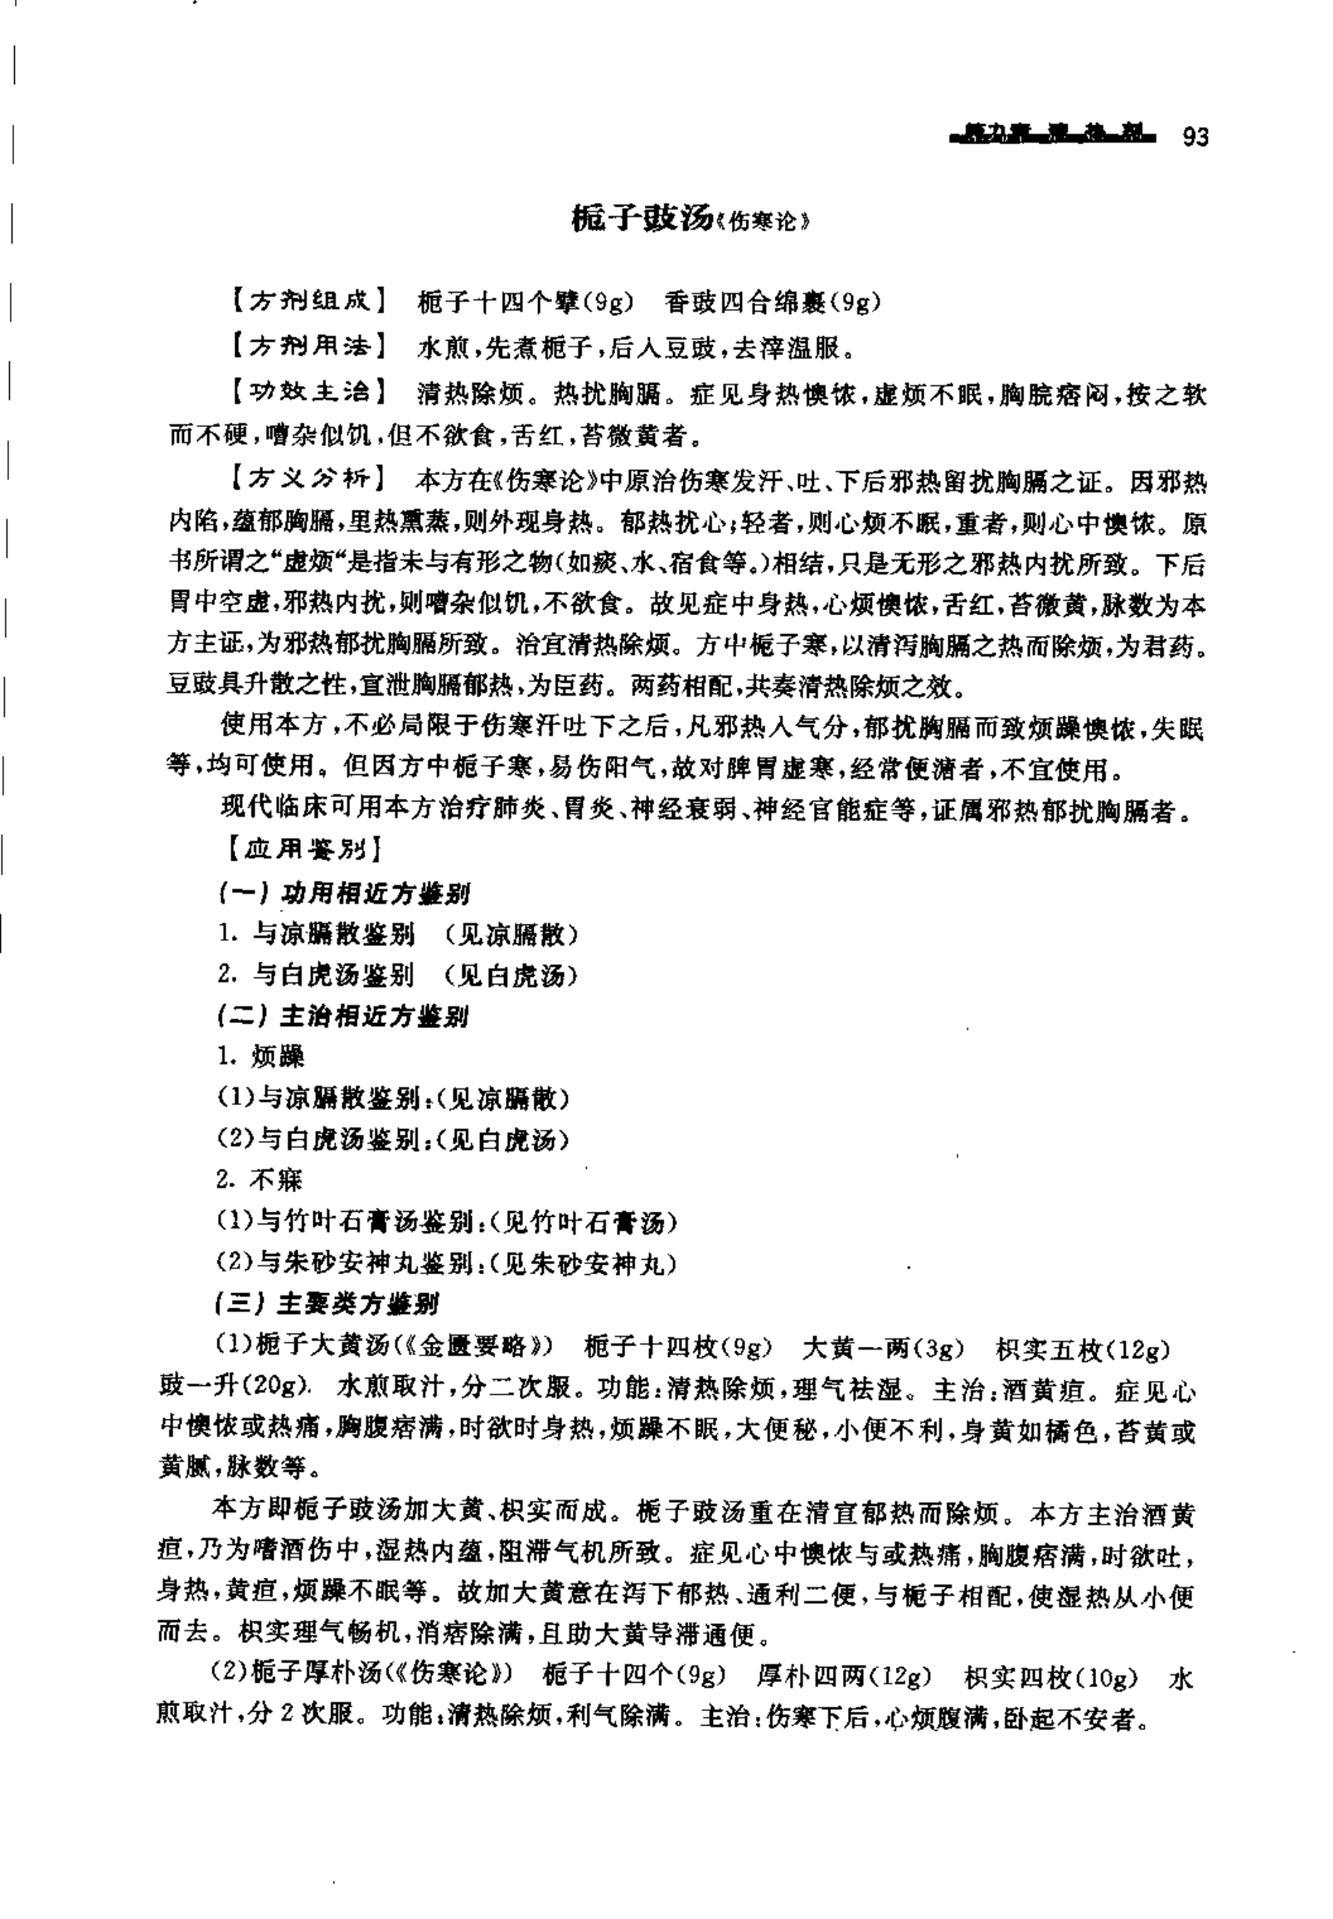 第九章 清热剂 93
栀子豉汤《伤寒论》
【方剂组成】 栀子十四个擘(9g) 香豉四合绵裹(9g)
【方剂用法】 水煎,先煮栀子,后入豆豉,去滓温服。
【功效主治】 清热除烦。热扰胸膈。症见身热懊侬,虚烦不眠,胸脘痞闷,按之软
而不硬,嘈杂似饥,但不欲食,舌红,苔微黄者。
【方义分析】 本方在《伤寒论》中原治伤寒发汗、吐、下后邪热留扰胸膈之证。因邪热
内陷,蕴郁胸膈,里热熏蒸,则外现身热。郁热扰心;轻者,则心烦不眠,重者,则心中懊侬。原
书所谓之“虚烦“是指未与有形之物(如痰、水、宿食等。)相结,只是无形之邪热内扰所致。下后
胃中空虚,邪热内扰,则嘈杂似饥,不欲食。故见症中身热,心烦懊侬,舌红,苔微黄,脉数为本
方主证,为邪热郁扰胸膈所致。治宜清热除烦。方中栀子寒,以清泻胸膈之热而除烦,为君药。
豆豉具升散之性,宣泄胸膈郁热,为臣药。两药相配,共奏清热除烦之效。
使用本方,不必局限于伤寒汗吐下之后,凡邪热入气分,郁扰胸膈而致烦躁懊侬,失眠
等,均可使用。但因方中栀子寒,易伤阳气,故对脾胃虚寒,经常便溏者,不宜使用。
现代临床可用本方治疗肺炎、胃炎、神经衰弱、神经官能症等,证属邪热郁扰胸膈者。
【应用鉴别】
(一)功用相近方鉴别
1. 与凉膈散鉴别 (见凉膈散)
2. 与白虎汤鉴别 (见白虎汤)
(二)主治相近方鉴别
1. 烦躁
(1)与凉膈散鉴别:(见凉膈散)
(2)与白虎汤鉴别:(见白虎汤)
2. 不寐
(1)与竹叶石膏汤鉴别:(见竹叶石膏汤)
(2)与朱砂安神丸鉴别:(见朱砂安神丸)
(三)主要类方鉴别
(1)栀子大黄汤(《金匮要略》) 栀子十四枚(9g) 大黄一两(3g) 枳实五枚(12g)
豉一升(20g). 水煎取汁,分二次服。功能:清热除烦,理气祛湿。主治:酒黄疸。症见心
中懊侬或热痛,胸腹痞满,时欲时身热,烦躁不眠,大便秘,小便不利,身黄如橘色,苔黄或
黄腻,脉数等。
本方即栀子豉汤加大黄、枳实而成。栀子豉汤重在清宣郁热而除烦。本方主治酒黄
疸,乃为嗜酒伤中,湿热内蕴,阻滞气机所致。症见心中懊侬与或热痛,胸腹痞满,时欲吐,
身热,黄疸,烦躁不眠等。故加大黄意在泻下郁热、通利二便,与栀子相配,使湿热从小便
而去。枳实理气畅机,消痞除满,且助大黄导滞通便。
(2)栀子厚朴汤(《伤寒论》) 栀子十四个(9g) 厚朴四两(12g) 枳实四枚(10g) 水
煎取汁,分 2 次服。功能:清热除烦,利气除满。主治:伤寒下后,心烦腹满,卧起不安者。